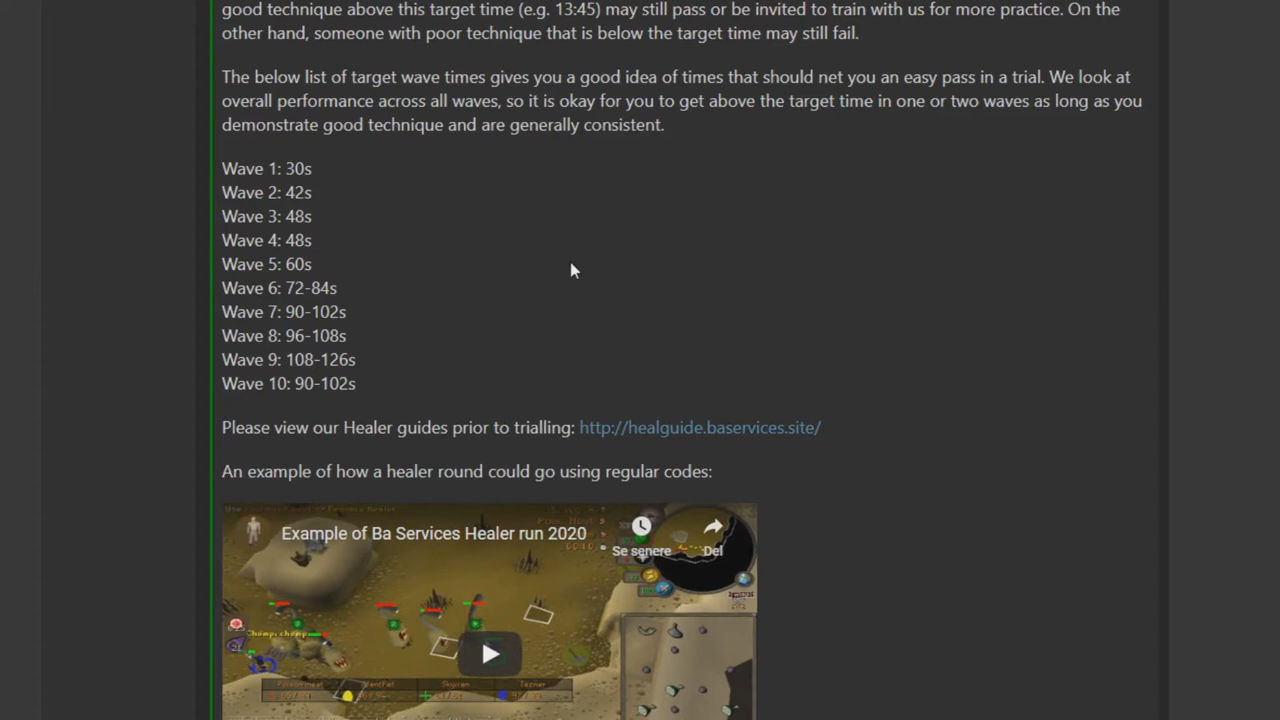 good technique above this target time (e.g. 13:45) may still pass or be invited to train with us for more practice. On the
other hand, someone with poor technique that is below the target time may still fail.
The below list of target wave times gives you a good idea of times that should net you an easy pass in a trial. We look at
overall performance across all waves, so it is okay for you to get above the target time in one or two waves as long as you
demonstrate good technique and are generally consistent.
Wave 1: 30s
Wave 2: 42s
Wave 3: 48s
Wave 4: 48s
Wave 5: 60s
Wave 6: 72-84s
Wave 7: 90-102s
Wave 8: 96-108s
Wave 9: 108-126s
Wave 10: 90-102s
Please view our Healer guides prior to trialling: http://healguide.baservices.site/
An example of how a healer round could go using regular codes:
Example of Ba Services Healer run 2020
Se senere
Del